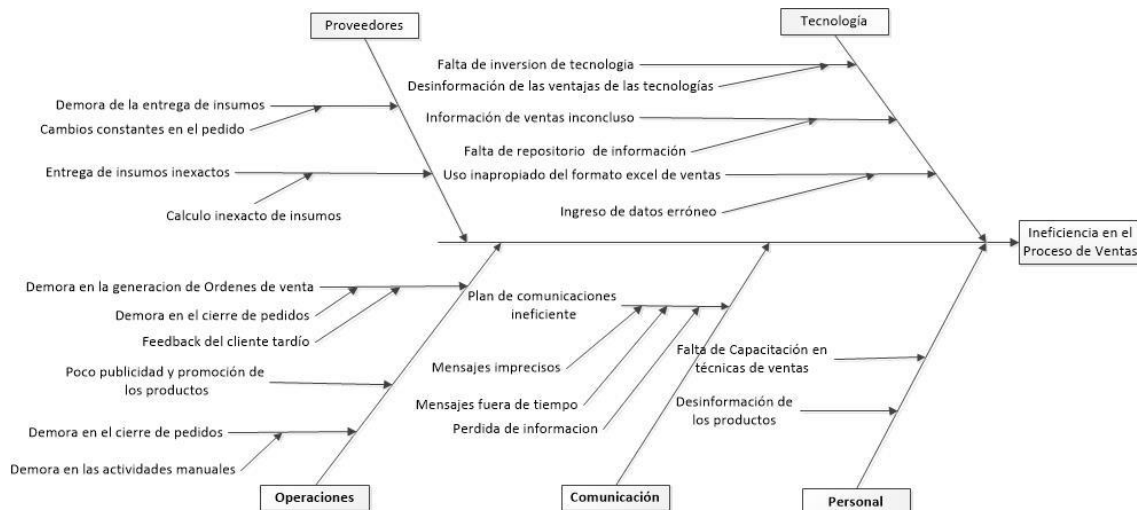 Proveedores
Tecnología
Falta de inversion de tecnologia
Desinformación de las ventajas de las tecnologías
Demora de la entrega de insumos
Cambios constantes en el pedido
Información de ventas inconcluso
Falta de repositorio de información
Entrega de insumos inexactos
Uso inapropiado del formato excel de ventas
Calculo inexacto de insumos
Ingreso de datos erróneo
Ineficiencia en el
Proceso de Ventas
Demora en la generacion de Ordenes de venta
Demora en el cierre de pedidos
Feedback del cliente tardío
Poco publicidad y promoción de
los productos
Demora en el cierre de pedidos
Demora en las actividades manuales
Plan de comunicaciones
ineficiente
Mensajes imprecisos
Mensajes fuera de tiempo
Perdida de informacion
Falta de Capacitación en
técnicas de ventas
Desinformación de
los productos
Operaciones
Comunicación
Personal